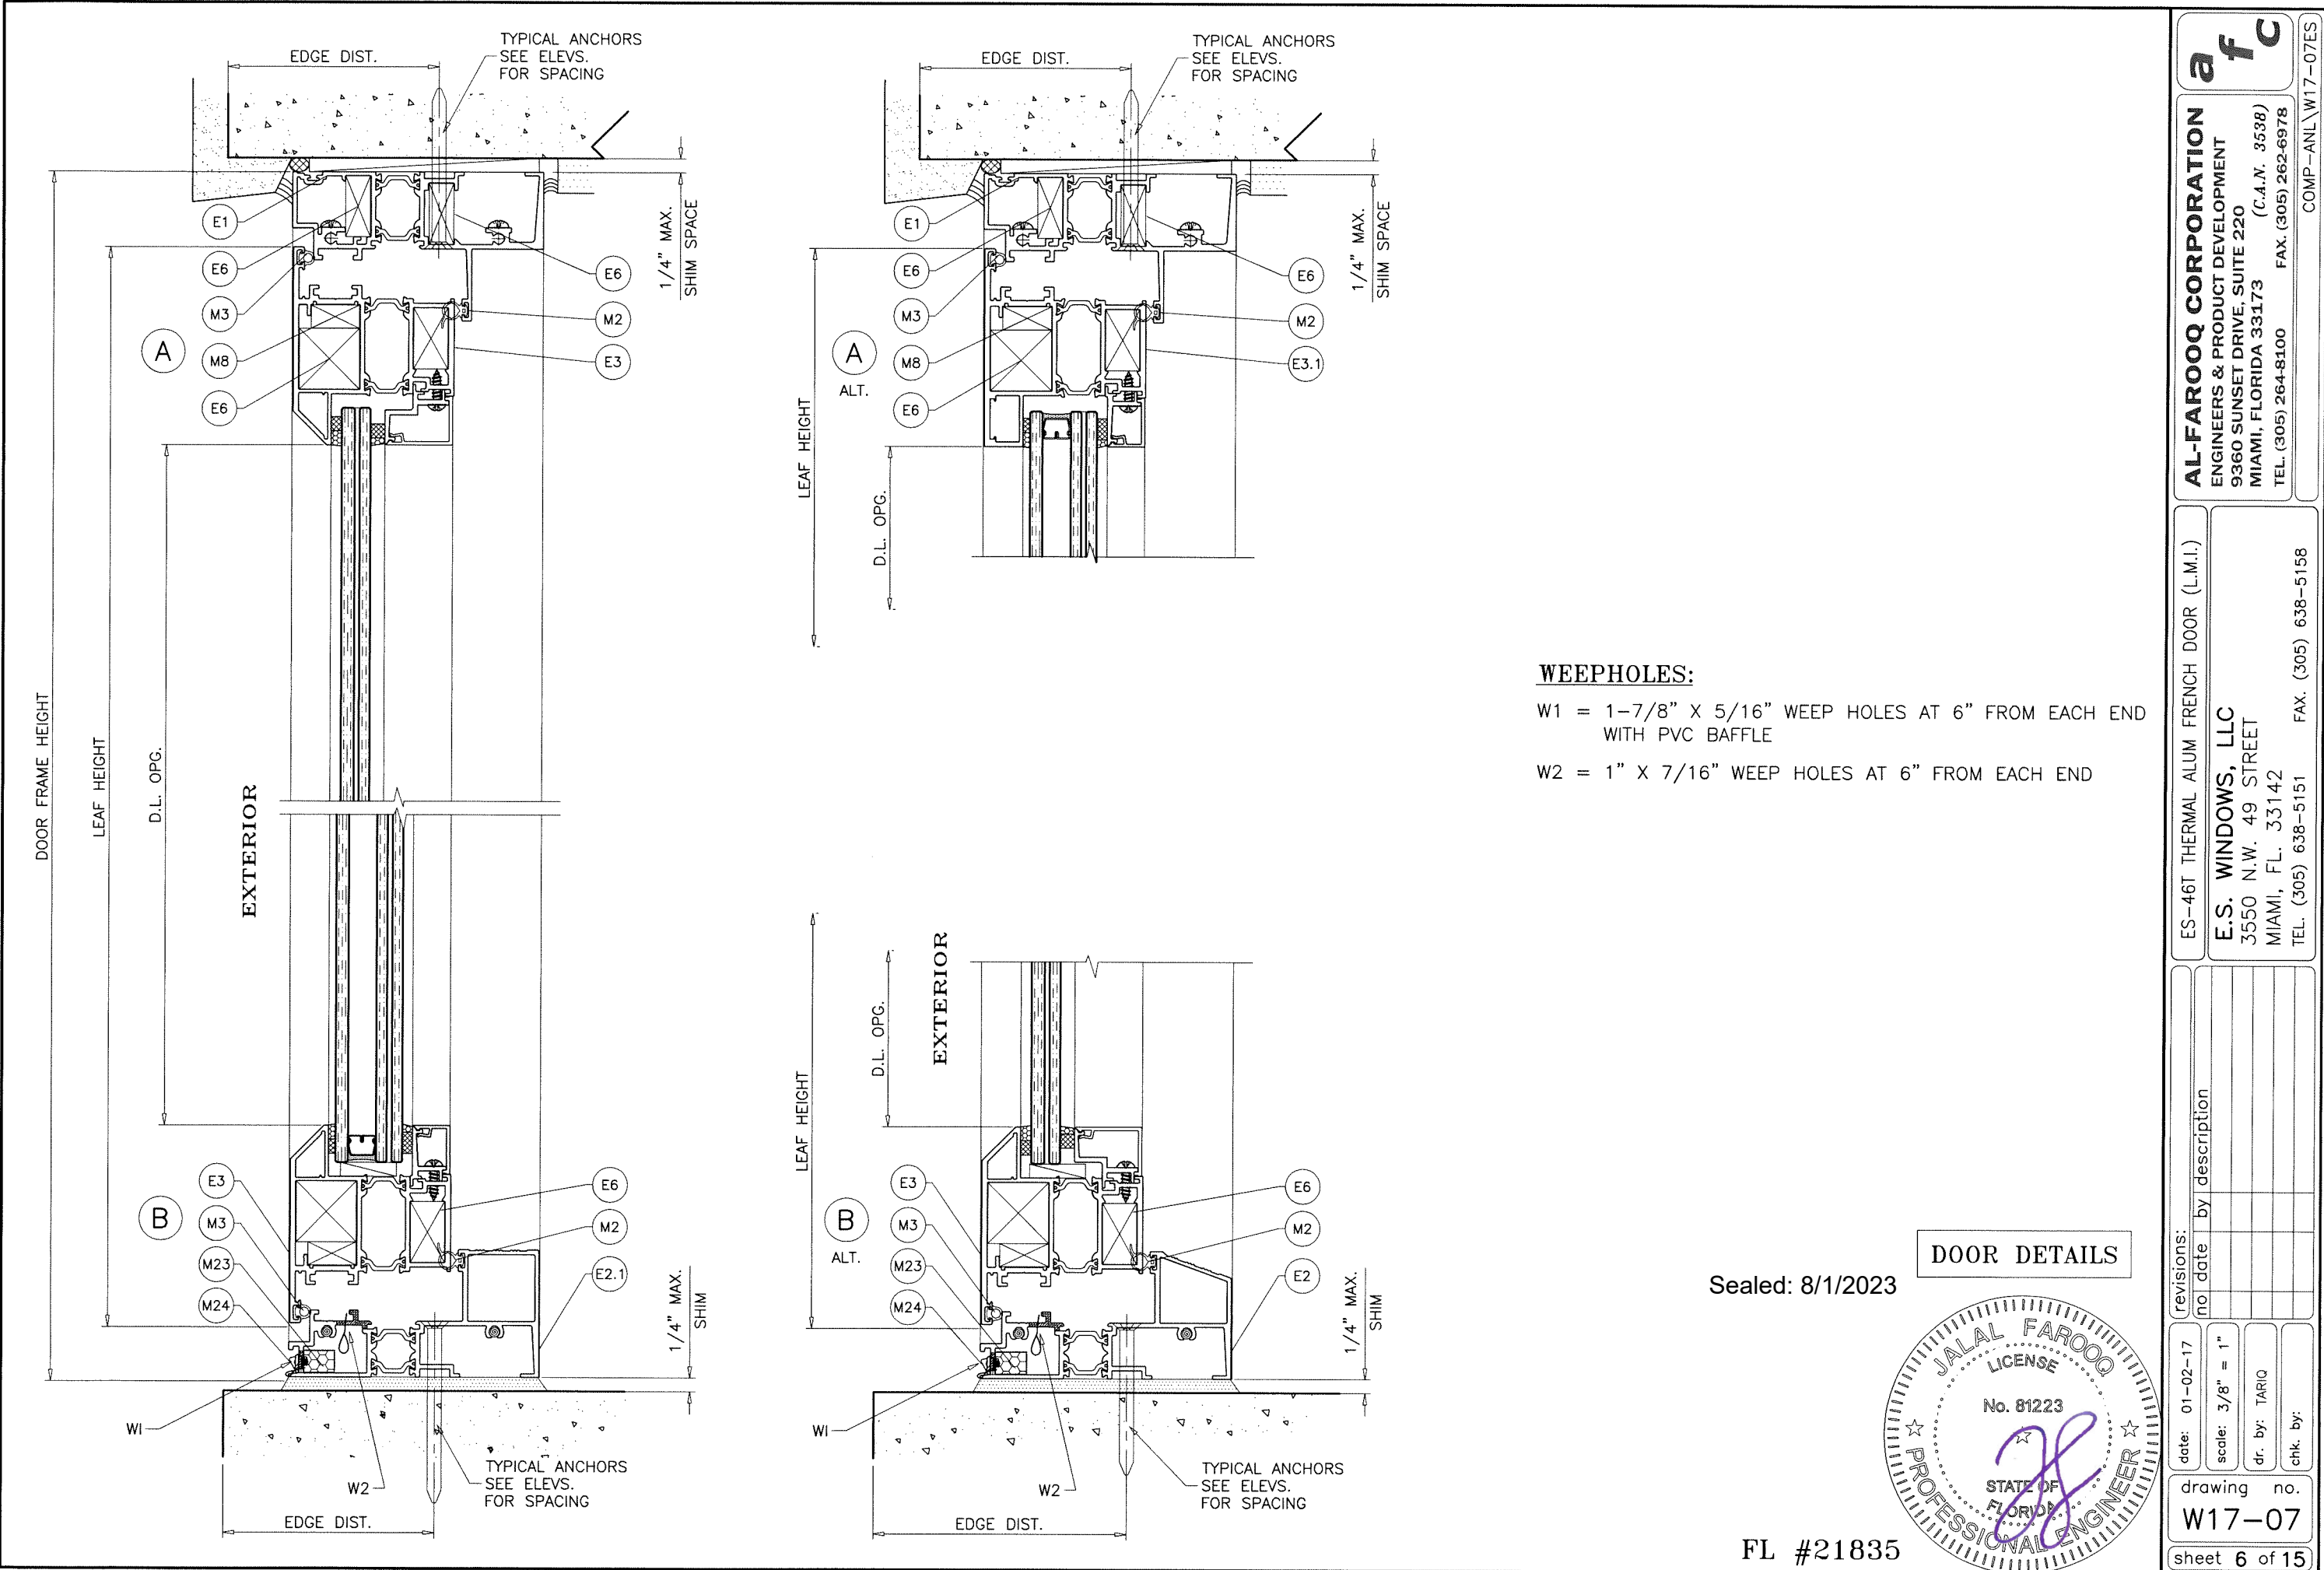 EDGE DIST.
TYPICAL ANCHORS
SEE ELEVS.
FOR SPACING
1/4" MAX.
SHIM SPACE
E1
E6
M3
A
M8
E6
E6
M2
E3
DOOR FRAME HEIGHT
LEAF HEIGHT
D.L. OPG.
EXTERIOR
E3
B
M3
M23
M24
E6
M2
E2.1
1/4" MAX.
SHIM
W1
W2
TYPICAL ANCHORS
SEE ELEVS.
FOR SPACING
EDGE DIST.
EDGE DIST.
TYPICAL ANCHORS
SEE ELEVS.
FOR SPACING
1/4" MAX.
SHIM SPACE
E1
E6
M3
A
ALT.
M8
E6
E6
M2
E3.1
LEAF HEIGHT
D.L. OPG.
LEAF HEIGHT
D.L. OPG.
EXTERIOR
E3
B
ALT.
M3
M23
M24
E6
M2
E2
1/4" MAX.
SHIM
W1
W2
TYPICAL ANCHORS
SEE ELEVS.
FOR SPACING
EDGE DIST.
WEEPHOLES:
W1 = 1-7/8" X 5/16" WEEP HOLES AT 6" FROM EACH END
WITH PVC BAFFLE
W2 = 1" X 7/16" WEEP HOLES AT 6" FROM EACH END
DOOR DETAILS
Sealed: 8/1/2023
JALAL FAROOQ
LICENSE
No. 81223
STATE OF
FLORIDA
PROFESSIONAL ENGINEER
FL #21835
afc
AL-FAROOQ CORPORATION
ENGINEERS & PRODUCT DEVELOPMENT
9360 SUNSET DRIVE, SUITE 220
MIAMI, FLORIDA 33173 (C.A.N. 3538)
TEL. (305) 264-8100 FAX. (305) 262-6978
COMP-ANL\W17-07ES
ES-46T THERMAL ALUM FRENCH DOOR (L.M.I.)
E.S. WINDOWS, LLC
3550 N.W. 49 STREET
MIAMI, FL. 33142
TEL. (305) 638-5151 FAX. (305) 638-5158
revisions:
no date by description
date: 01-02-17
scale: 3/8" = 1"
dr. by: TARIQ
chk. by:
drawing no.
W17-07
sheet 6 of 15